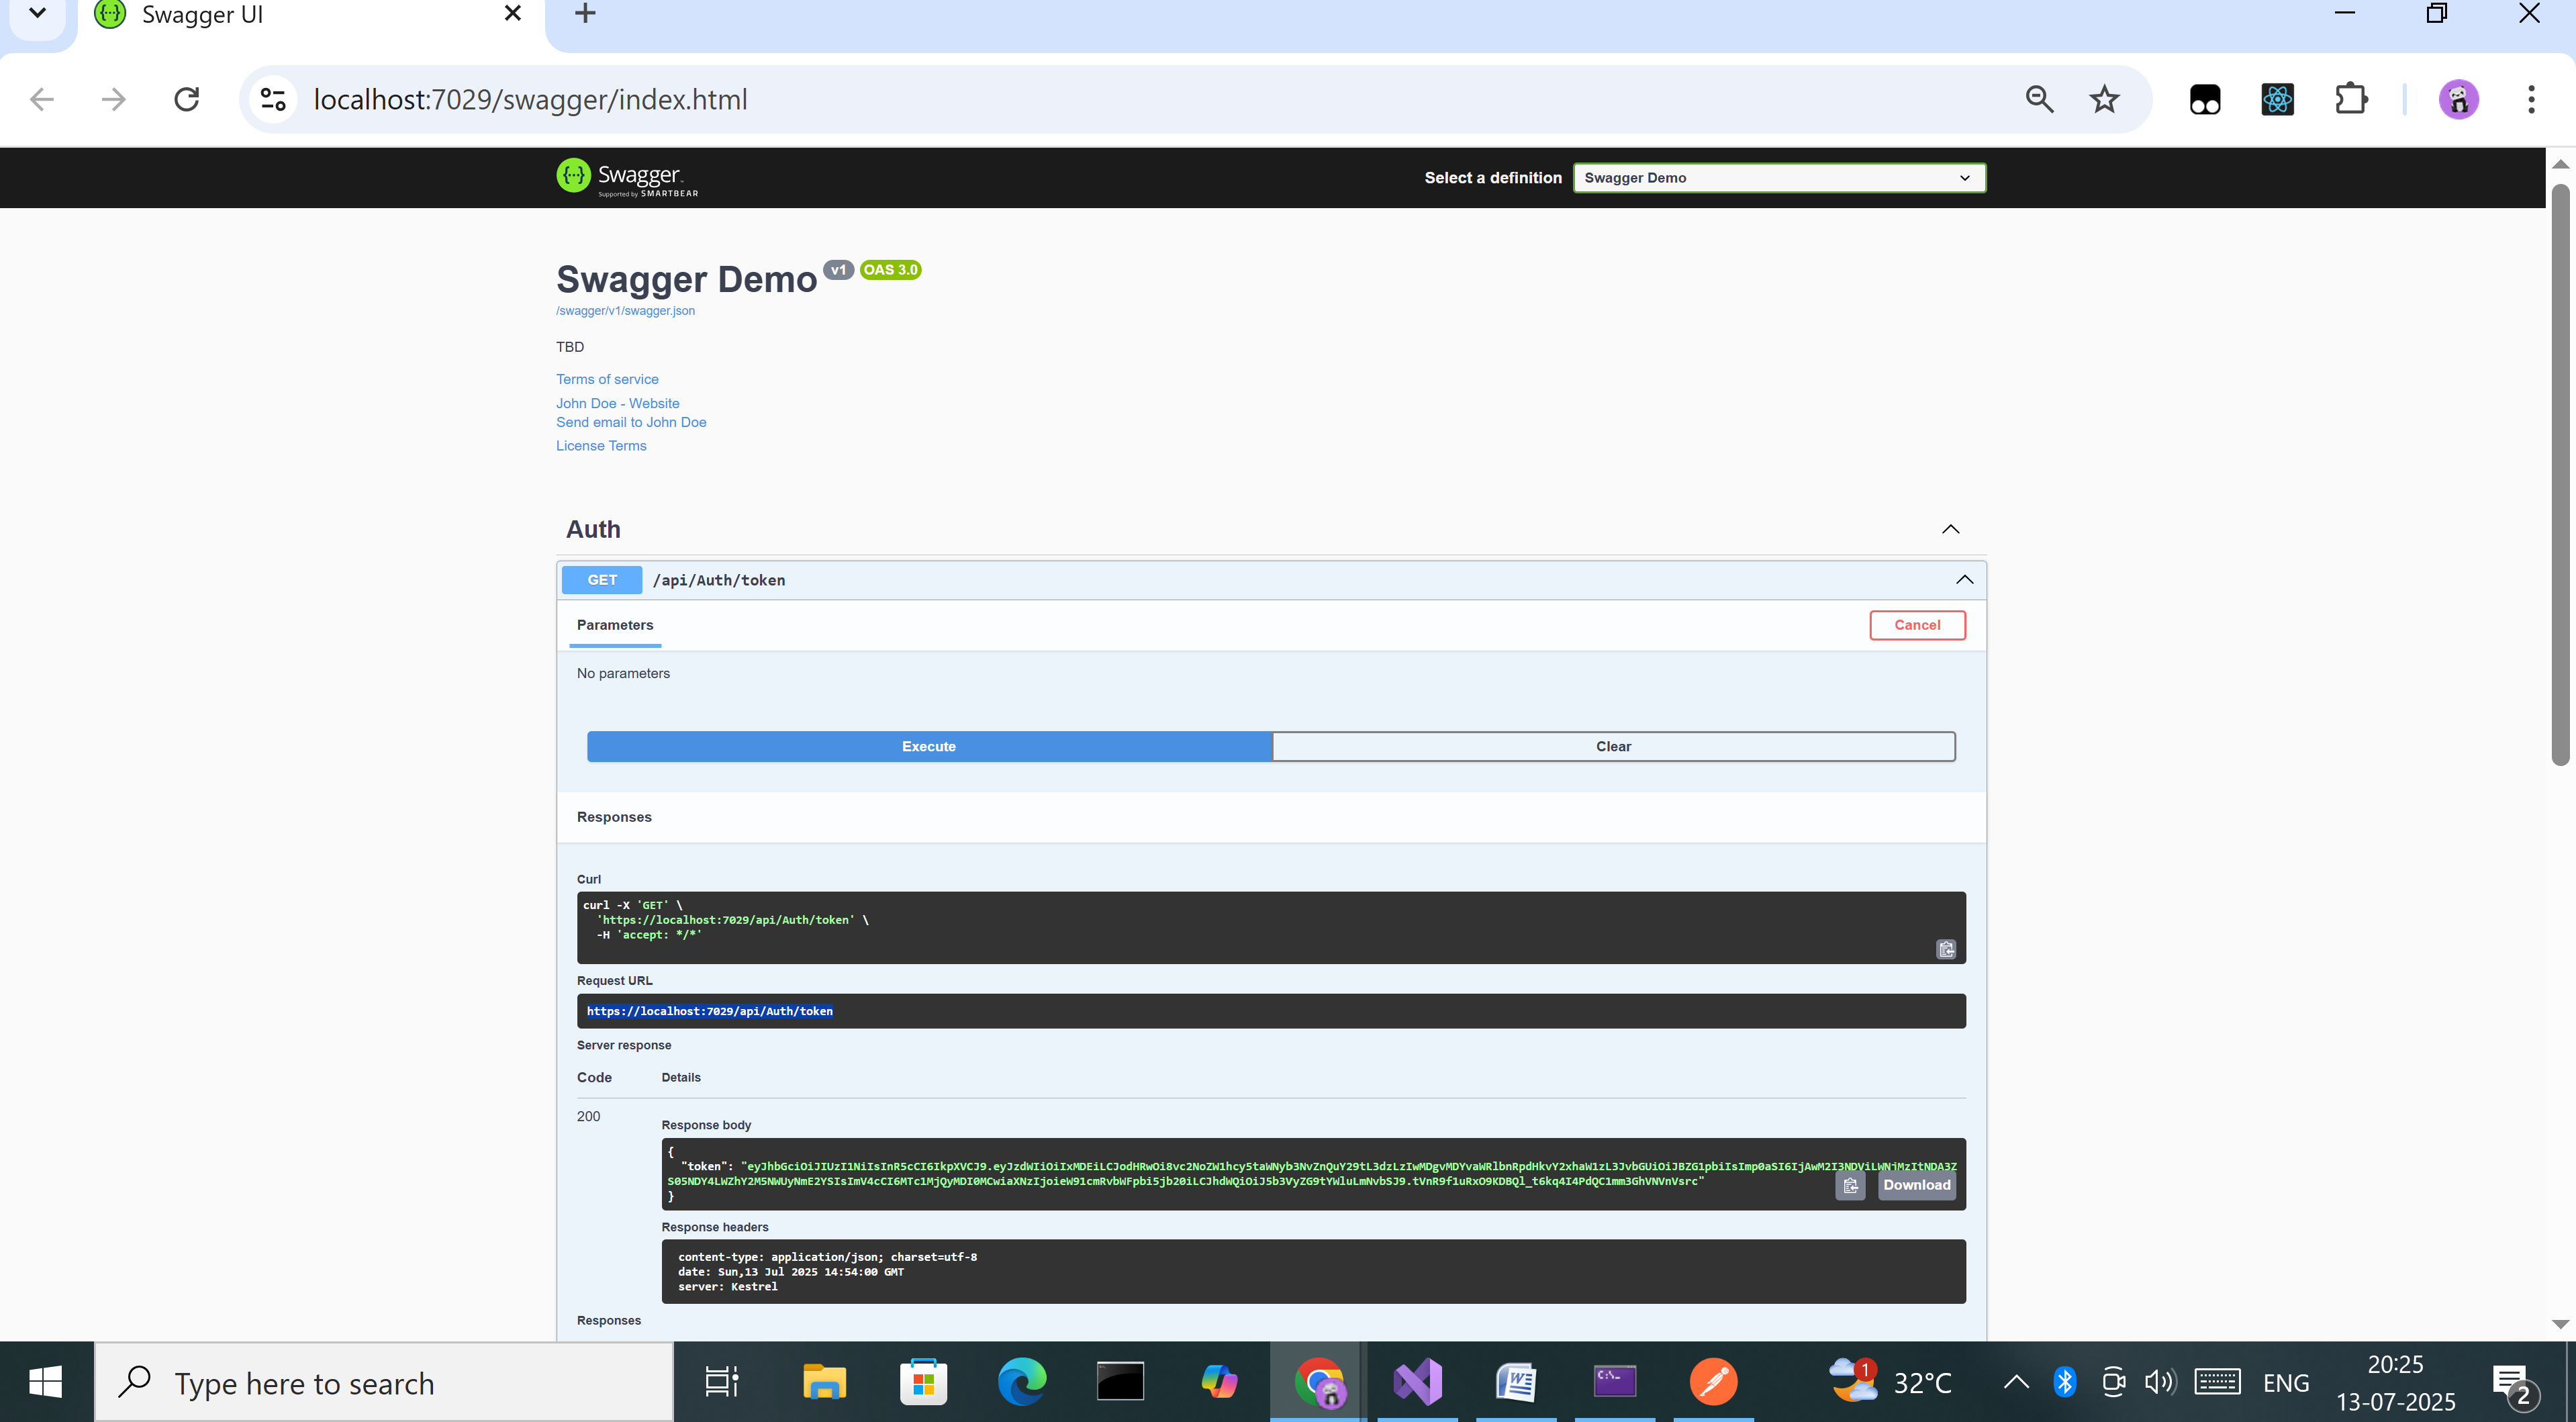 Swagger UI
localhost:7029/swagger/index.html
Swagger
Supported by SMARTBEAR
Select a definition
Swagger Demo
Swagger Demo v1 OAS 3.0
/swagger/v1/swagger.json
TBD
Terms of service
John Doe - Website
Send email to John Doe
License Terms
Auth
GET /api/Auth/token
Parameters
Cancel
No parameters
Execute
Clear
Responses
Curl
curl -X 'GET' \
'https://localhost:7029/api/Auth/token' \
-H 'accept: */*'
Request URL
https://localhost:7029/api/Auth/token
Server response
Code Details
200
Response body
{
"token":
}
Download
Response headers
content-type: application/json; charset=utf-8
date: Sun,13 Jul 2025 14:54:00 GMT
server: Kestrel
Responses
Type here to search
1
32°C
ENG
20:25
13-07-2025
2